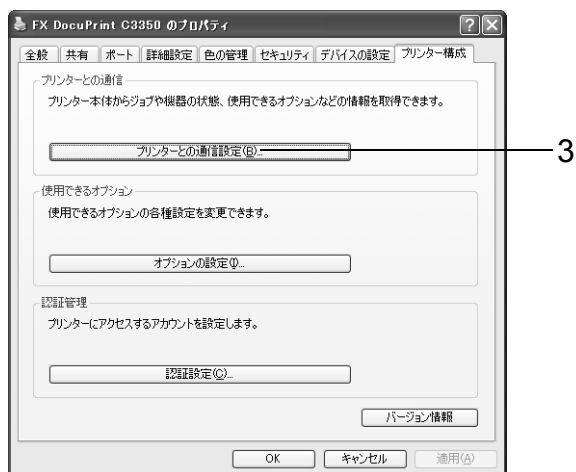 FX DocuPrint C3350 のプロパティ
全般 共有 ポート 詳細設定 色の管理 セキュリティ デバイスの設定 プリンター構成
プリンターとの通信
プリンター本体からジョブや機器の状態、使用できるオプションなどの情報を取得できます。
プリンターとの通信設定(B)...
3
使用できるオプション
使用できるオプションの各種設定を変更できます。
オプションの設定(I)...
認証管理
プリンターにアクセスするアカウントを設定します。
認証設定(C)...
バージョン情報
OK キャンセル 適用(A)